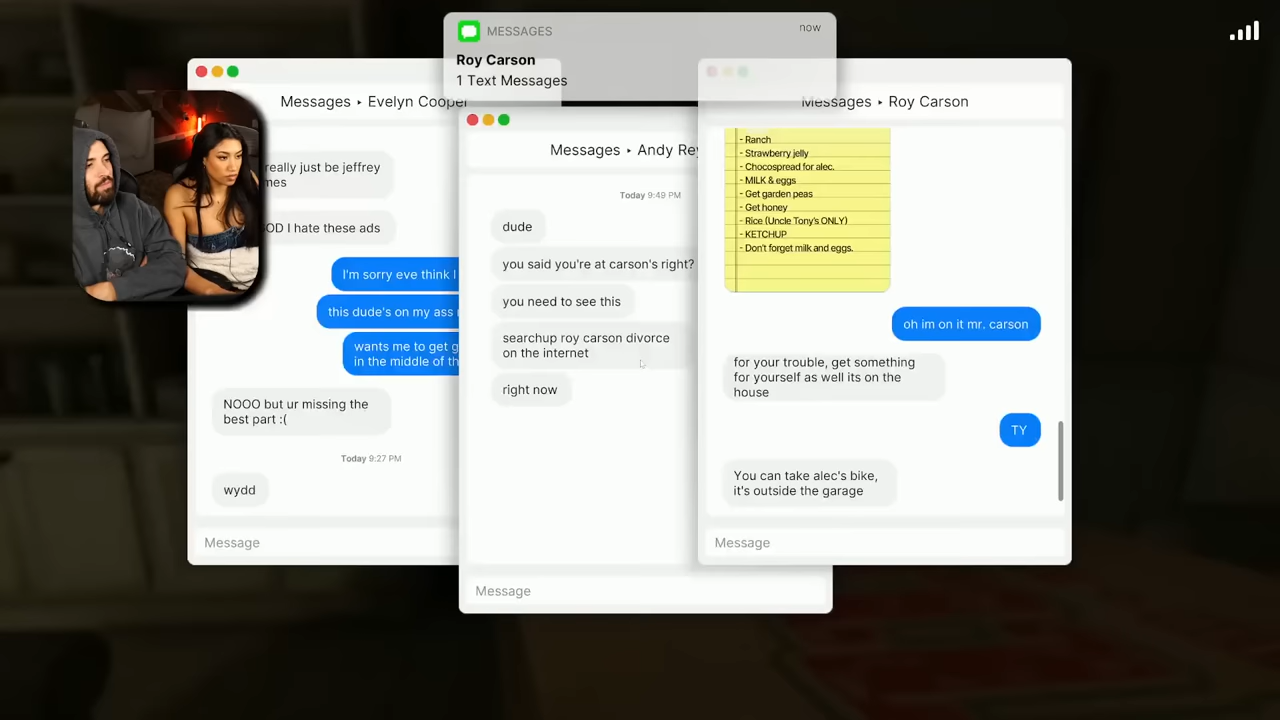 MESSAGES
now
Roy Carson
1 Text Messages
Messages ▸ Evelyn Cooper
really just be jeffrey
mes
OD I hate these ads
I'm sorry eve think I
this dude's on my ass
wants me to get g
in the middle of th
NOOO but ur missing the
best part :(
Today 9:27 PM
wydd
Message
Messages ▸ Andy Rey
Today 9:49 PM
dude
you said you're at carson's right?
you need to see this
searchup roy carson divorce
on the internet
right now
Message
Messages ▸ Roy Carson
- Ranch
- Strawberry jelly
- Chocospread for alec.
- MILK & eggs
- Get garden peas
- Get honey
- Rice (Uncle Tony's ONLY)
- KETCHUP
- Don't forget milk and eggs.
oh im on it mr. carson
for your trouble, get something
for yourself as well its on the
house
TY
You can take alec's bike,
it's outside the garage
Message